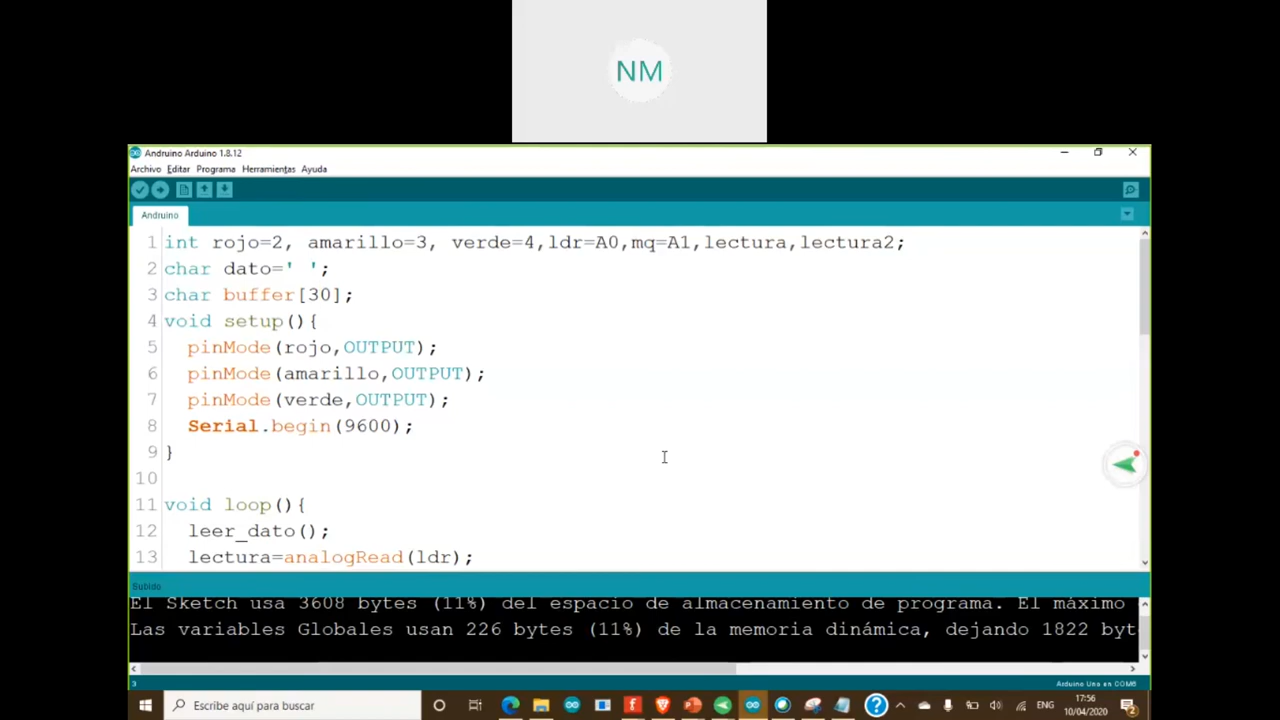 NM
Andruino Arduino 1.8.12
Archivo Editar Programa Herramientas Ayuda
Andruino
1 int rojo=2, amarillo=3, verde=4,ldr=A0,mq=A1,lectura,lectura2;
2 char dato=' ';
3 char buffer[30];
4 void setup(){
5 pinMode(rojo,OUTPUT);
6 pinMode(amarillo,OUTPUT);
7 pinMode(verde,OUTPUT);
8 Serial.begin(9600);
9 }
10
11 void loop(){
12 leer_dato();
13 lectura=analogRead(ldr);
Subido
El Sketch usa 3608 bytes (11%) del espacio de almacenamiento de programa. El máximo
Las variables Globales usan 226 bytes (11%) de la memoria dinámica, dejando 1822 byt
3 Arduino Uno en COM6
Escribe aquí para buscar
ENG
17:56
10/04/2020
2